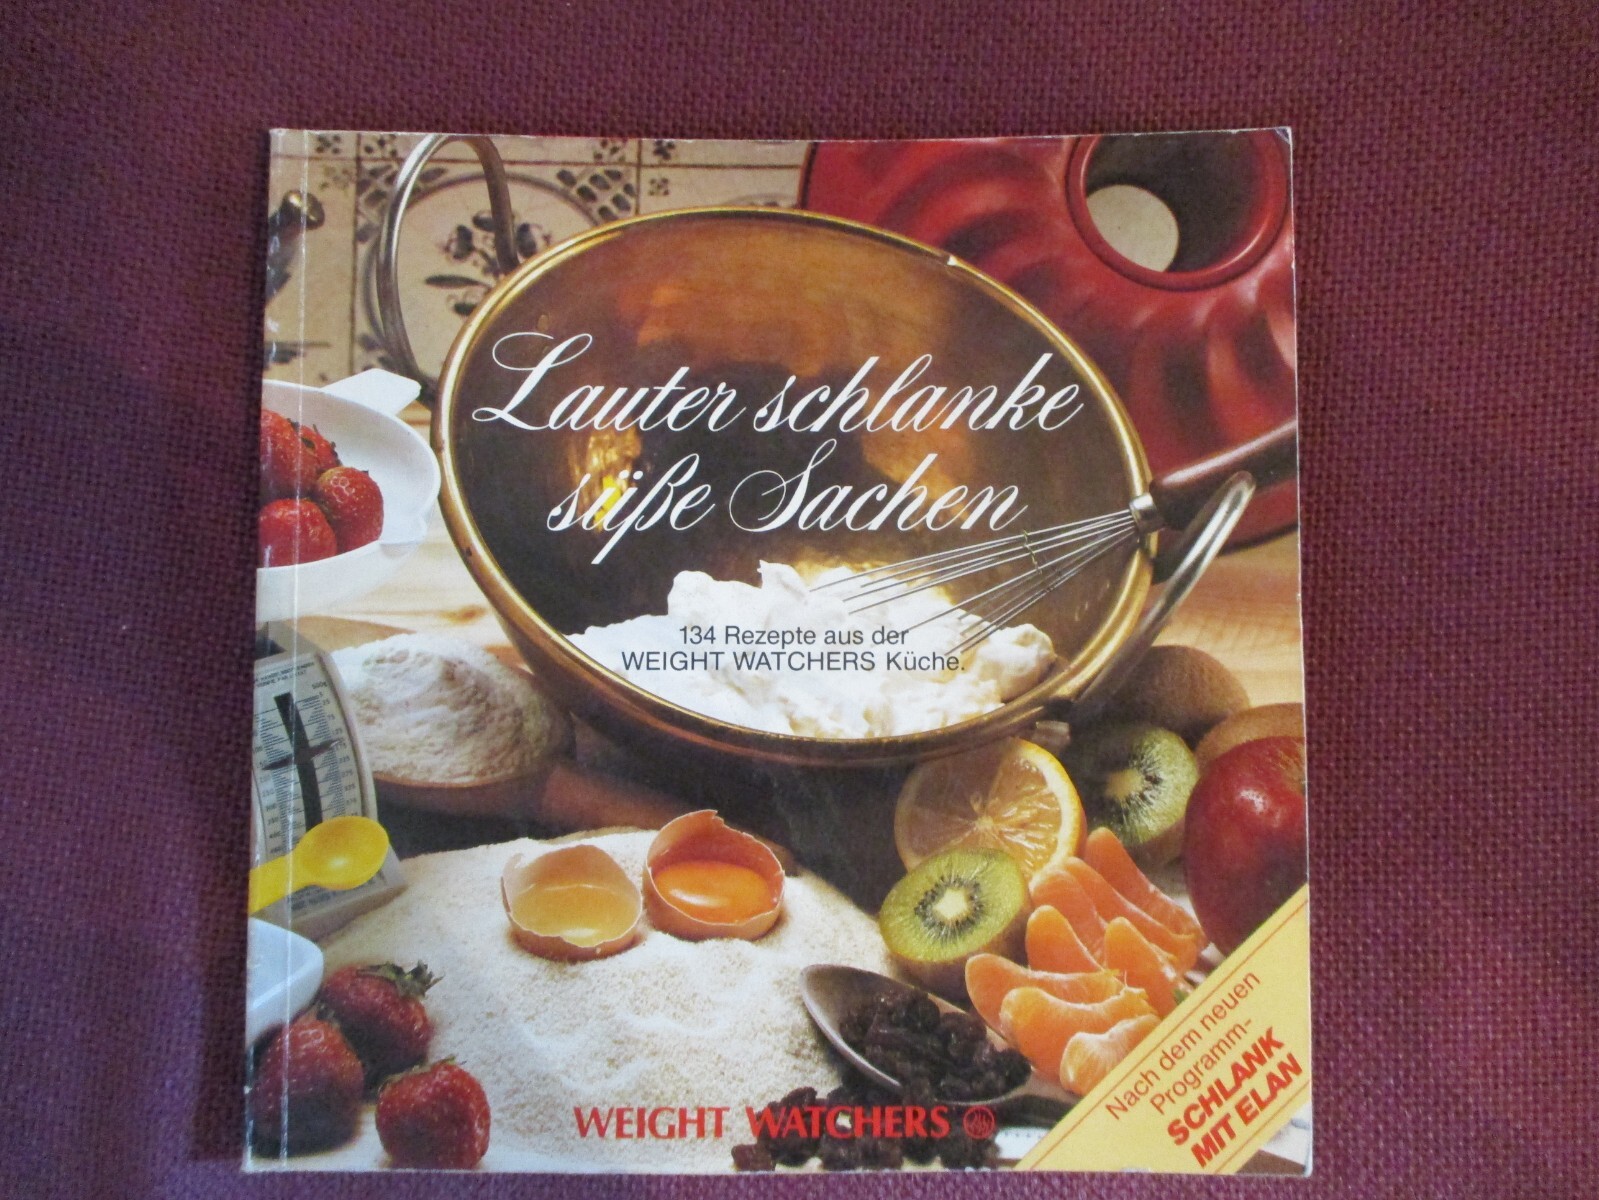 Lauter schlanke
süße Sachen
134 Rezepte aus der
WEIGHT WATCHERS Küche.
WEIGHT WATCHERS
Nach dem neuen
Programm-
SCHLANK
MIT ELAN